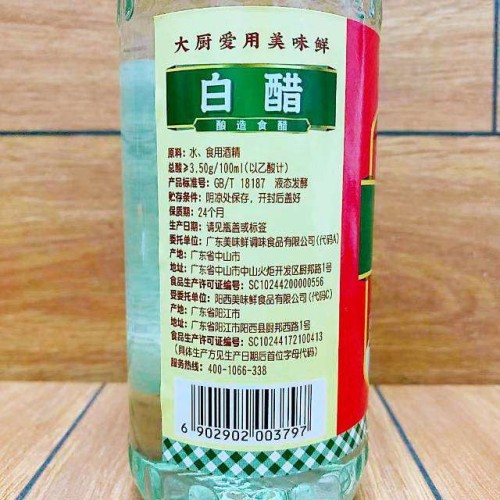 大厨爱用美味鲜
白醋
酿造食醋
原料：水、食用酒精
总酸≥3.50g/100ml(以乙酸计)
产品标准号：GB/T 18187 液态发酵
贮存条件：阴凉处保存，开封后盖好
保质期：24个月
生产日期：请见瓶盖或标签
委托单位：广东美味鲜调味食品有限公司(代码A)
产地：广东省中山市
地址：广东省中山市中山火炬开发区厨邦路1号
食品生产许可证编号：SC10244200000556
受委托单位：阳西美味鲜食品有限公司(代码C)
产地：广东省阳江市
地址：广东省阳江市阳西县厨邦西路1号
食品生产许可证编号：SC10244172100413
(具体生产方见生产日期后首位字母代码)
服务热线：400-1066-338
6 902902 003797